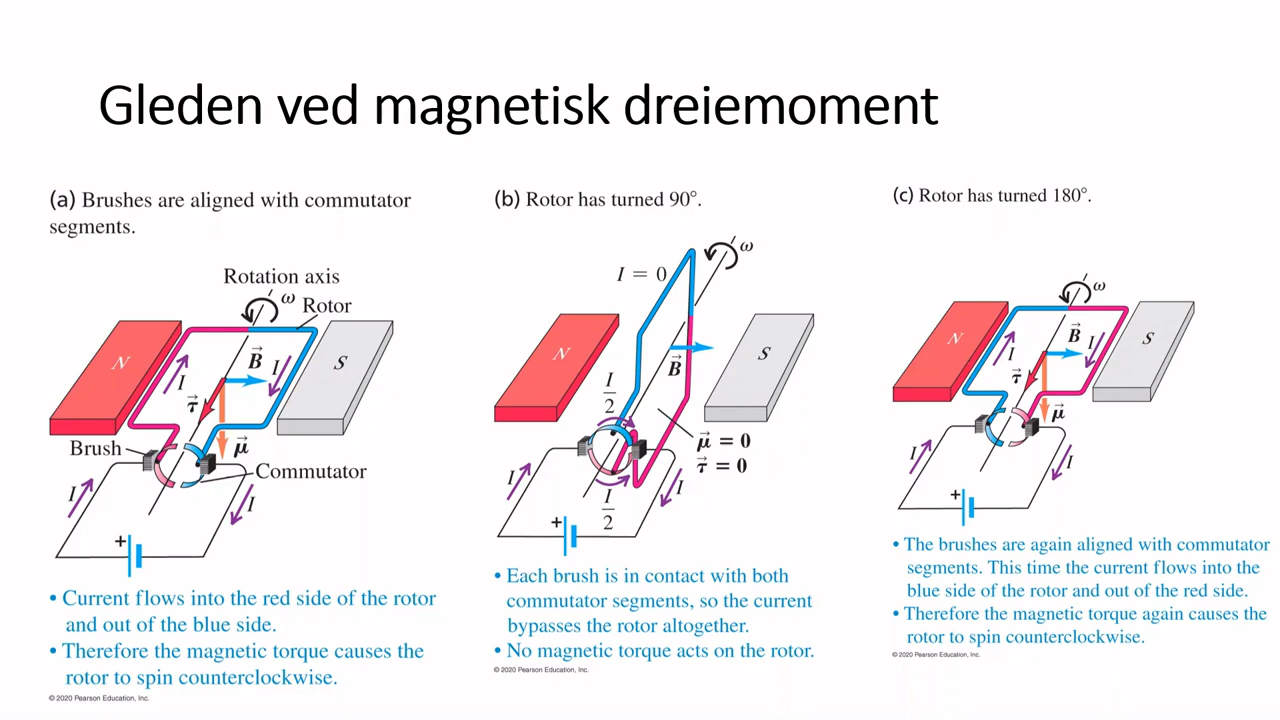 Gleden ved magnetisk dreiemoment
(a) Brushes are aligned with commutator
segments.
Rotation axis
ω
Rotor
N
S
B
I
I
τ
μ
Brush
Commutator
I
I
+
• Current flows into the red side of the rotor
and out of the blue side.
• Therefore the magnetic torque causes the
rotor to spin counterclockwise.
© 2020 Pearson Education, Inc.
(b) Rotor has turned 90°.
ω
I = 0
N
S
B
I/2
μ = 0
τ = 0
I
I
I/2
+
• Each brush is in contact with both
commutator segments, so the current
bypasses the rotor altogether.
• No magnetic torque acts on the rotor.
© 2020 Pearson Education, Inc.
(c) Rotor has turned 180°.
ω
N
S
B
I
I
τ
μ
I
I
+
• The brushes are again aligned with commutator
segments. This time the current flows into the
blue side of the rotor and out of the red side.
• Therefore the magnetic torque again causes the
rotor to spin counterclockwise.
© 2020 Pearson Education, Inc.